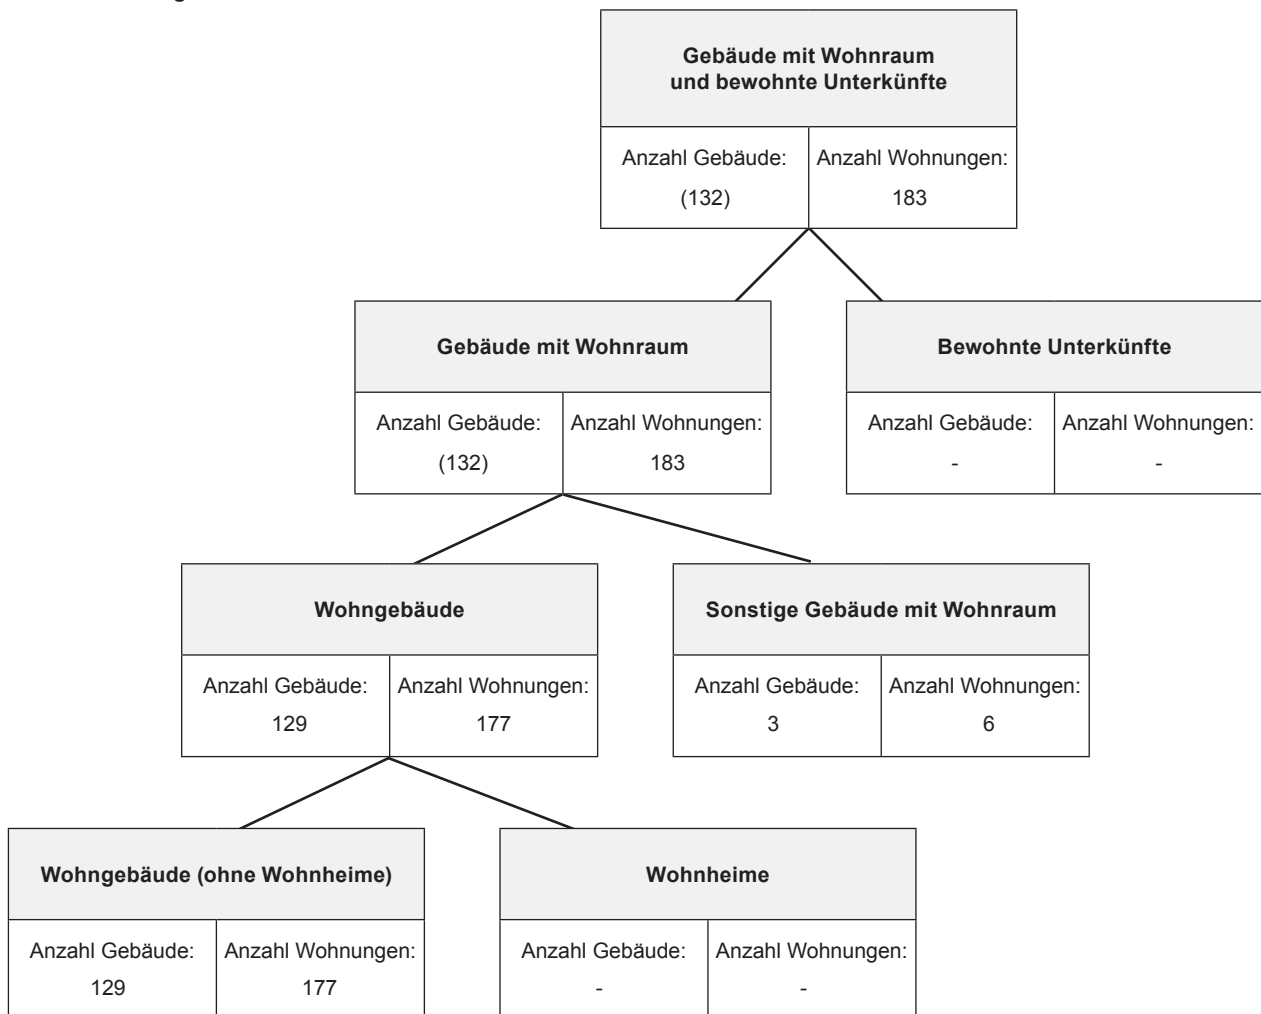 Gebäude mit Wohnraum
und bewohnte Unterkünfte
Anzahl Gebäude: Anzahl Wohnungen:
(132) 183
Gebäude mit Wohnraum Bewohnte Unterkünfte
Anzahl Gebäude: Anzahl Wohnungen: Anzahl Gebäude: Anzahl Wohnungen:
(132) 183 - -
Wohngebäude Sonstige Gebäude mit Wohnraum
Anzahl Gebäude: Anzahl Wohnungen: Anzahl Gebäude: Anzahl Wohnungen:
129 177 3 6
Wohngebäude (ohne Wohnheime) Wohnheime
Anzahl Gebäude: Anzahl Wohnungen: Anzahl Gebäude: Anzahl Wohnungen:
129 177 - -